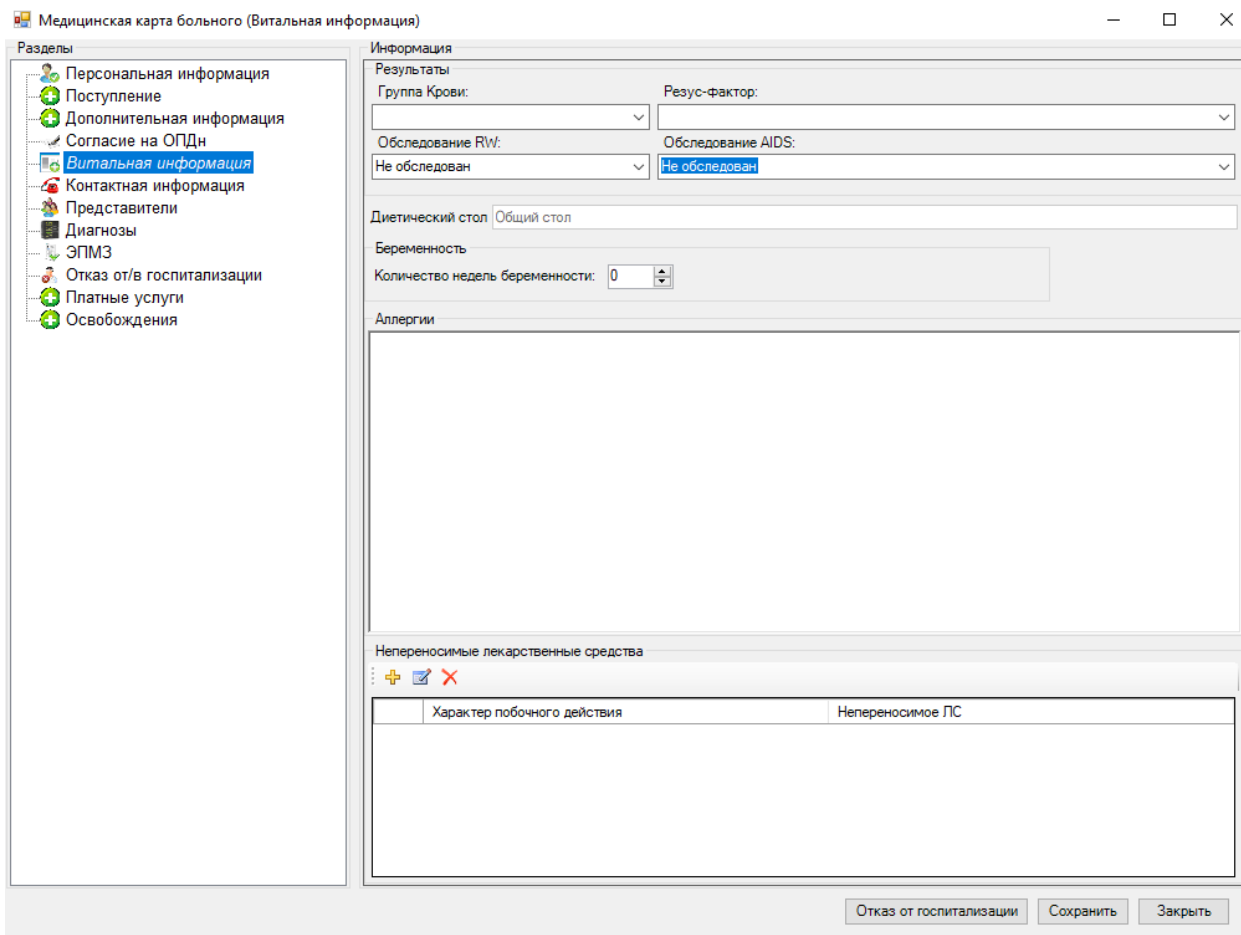 Медицинская карта больного (Витальная информация)
Разделы
Персональная информация
Поступление
Дополнительная информация
Согласие на ОПДн
Витальная информация
Контактная информация
Представители
Диагнозы
ЭПМЗ
Отказ от/в госпитализации
Платные услуги
Освобождения
Информация
Результаты
Группа Крови: Резус-фактор:
Обследование RW: Обследование AIDS:
Не обследован Не обследован
Диетический стол Общий стол
Беременность
Количество недель беременности: 0
Аллергии
Непереносимые лекарственные средства
Характер побочного действия Непереносимое ЛС
Отказ от госпитализации Сохранить Закрыть